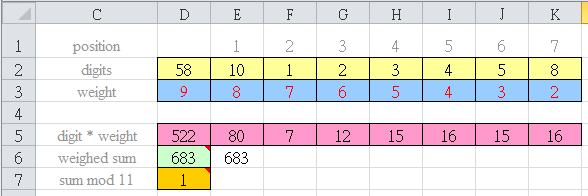 C D E F G H I J K
1 position 1 2 3 4 5 6 7
2 digits 58 10 1 2 3 4 5 8
3 weight 9 8 7 6 5 4 3 2
4
5 digit * weight 522 80 7 12 15 16 15 16
6 weighed sum 683 683
7 sum mod 11 1